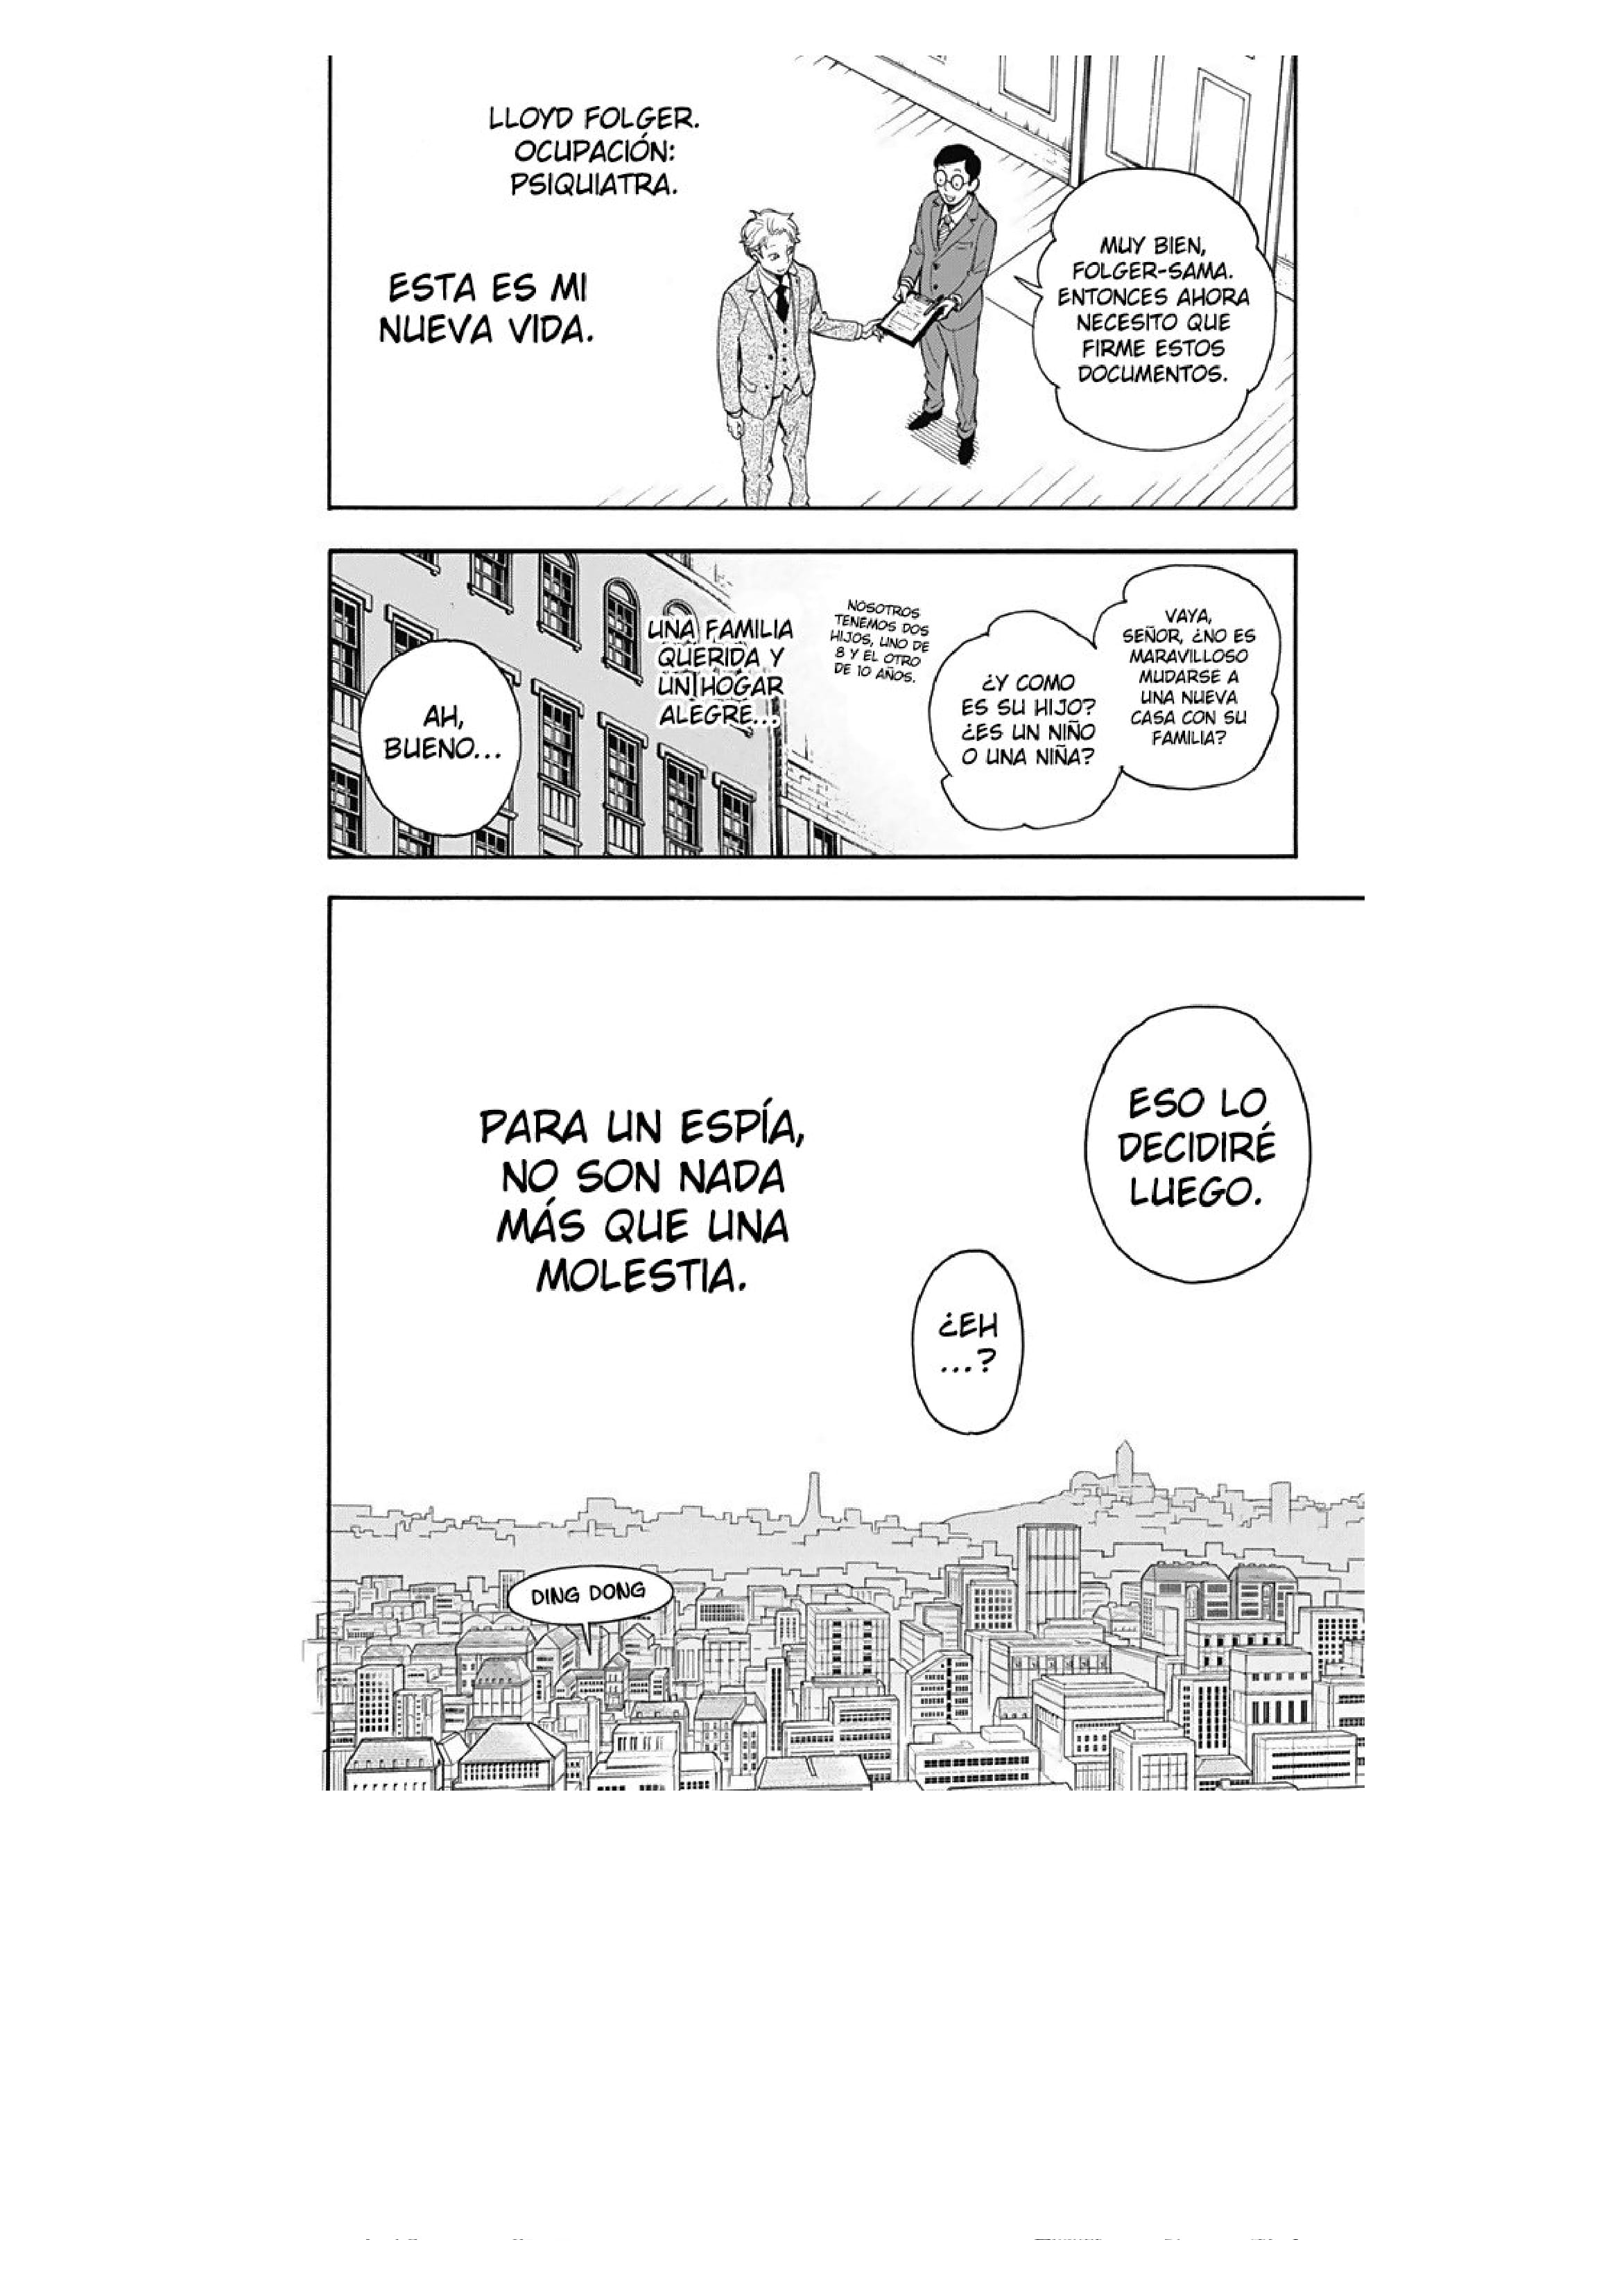 MUY BIEN,
FOLGER-SAMA.
ENTONCES AHORA
NECESITO QUE
FIRME ESTOS
DOCUMENTOS.
LLOYD FOLGER.
OCUPACIÓN:
PSIQUIATRA.
ESTA ES MI
NUEVA VIDA.
VAYA,
SEÑOR, ¿NO ES
MARAVILLOSO
MUDARSE A
UNA NUEVA
CASA CON SU
FAMILIA?
¿Y COMO
ES SU HIJO?
¿ES UN NIÑO
O UNA NIÑA?
NOSOTROS
TENEMOS DOS
HIJOS, UNO DE
8 Y EL OTRO
DE 10 AÑOS.
UNA FAMILIA
QUERIDA Y
UN HOGAR
ALEGRE...
AH,
BUENO...
ESO LO
DECIDIRÉ
LUEGO.
¿EH
...?
PARA UN ESPÍA,
NO SON NADA
MÁS QUE UNA
MOLESTIA.
DING DONG